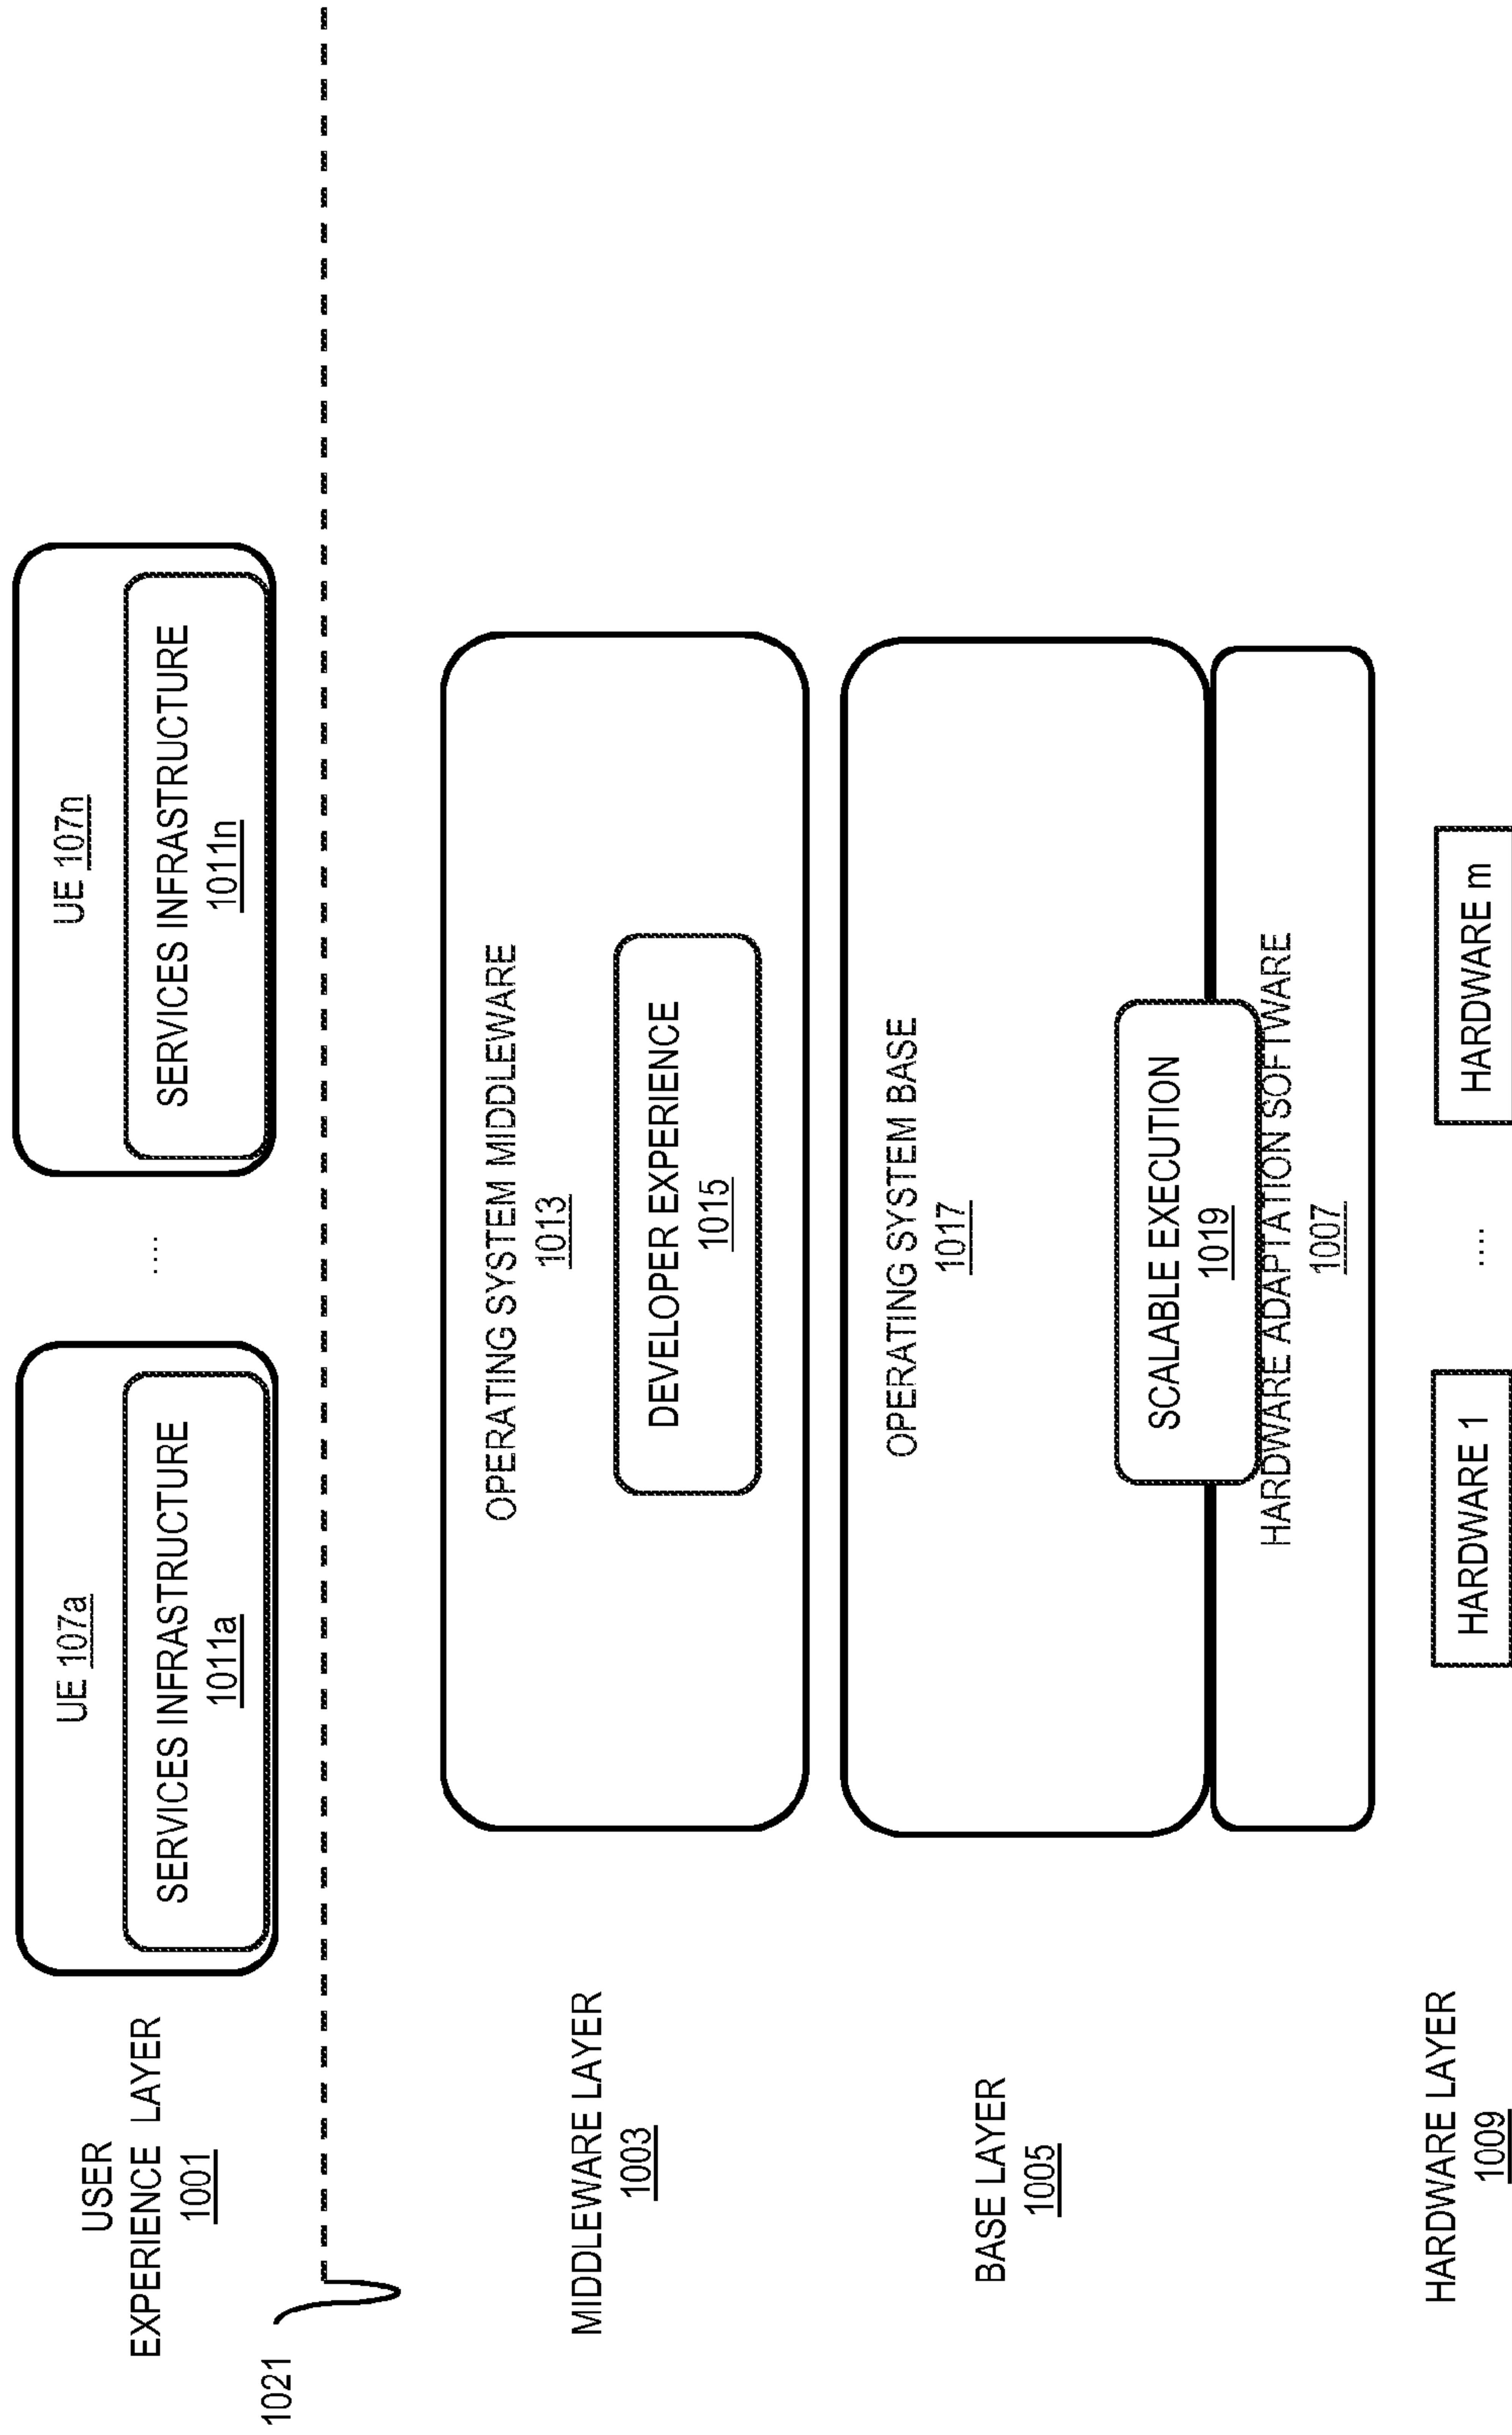 USER
EXPERIENCE LAYER
1001
UE 107a
SERVICES INFRASTRUCTURE
1011a
....
UE 107n
SERVICES INFRASTRUCTURE
1011n
1021
MIDDLEWARE LAYER
1003
OPERATING SYSTEM MIDDLEWARE
1013
DEVELOPER EXPERIENCE
1015
BASE LAYER
1005
OPERATING SYSTEM BASE
1017
SCALABLE EXECUTION
1019
HARDWARE ADAPTATION SOFTWARE
1007
HARDWARE LAYER
1009
HARDWARE 1
....
HARDWARE m